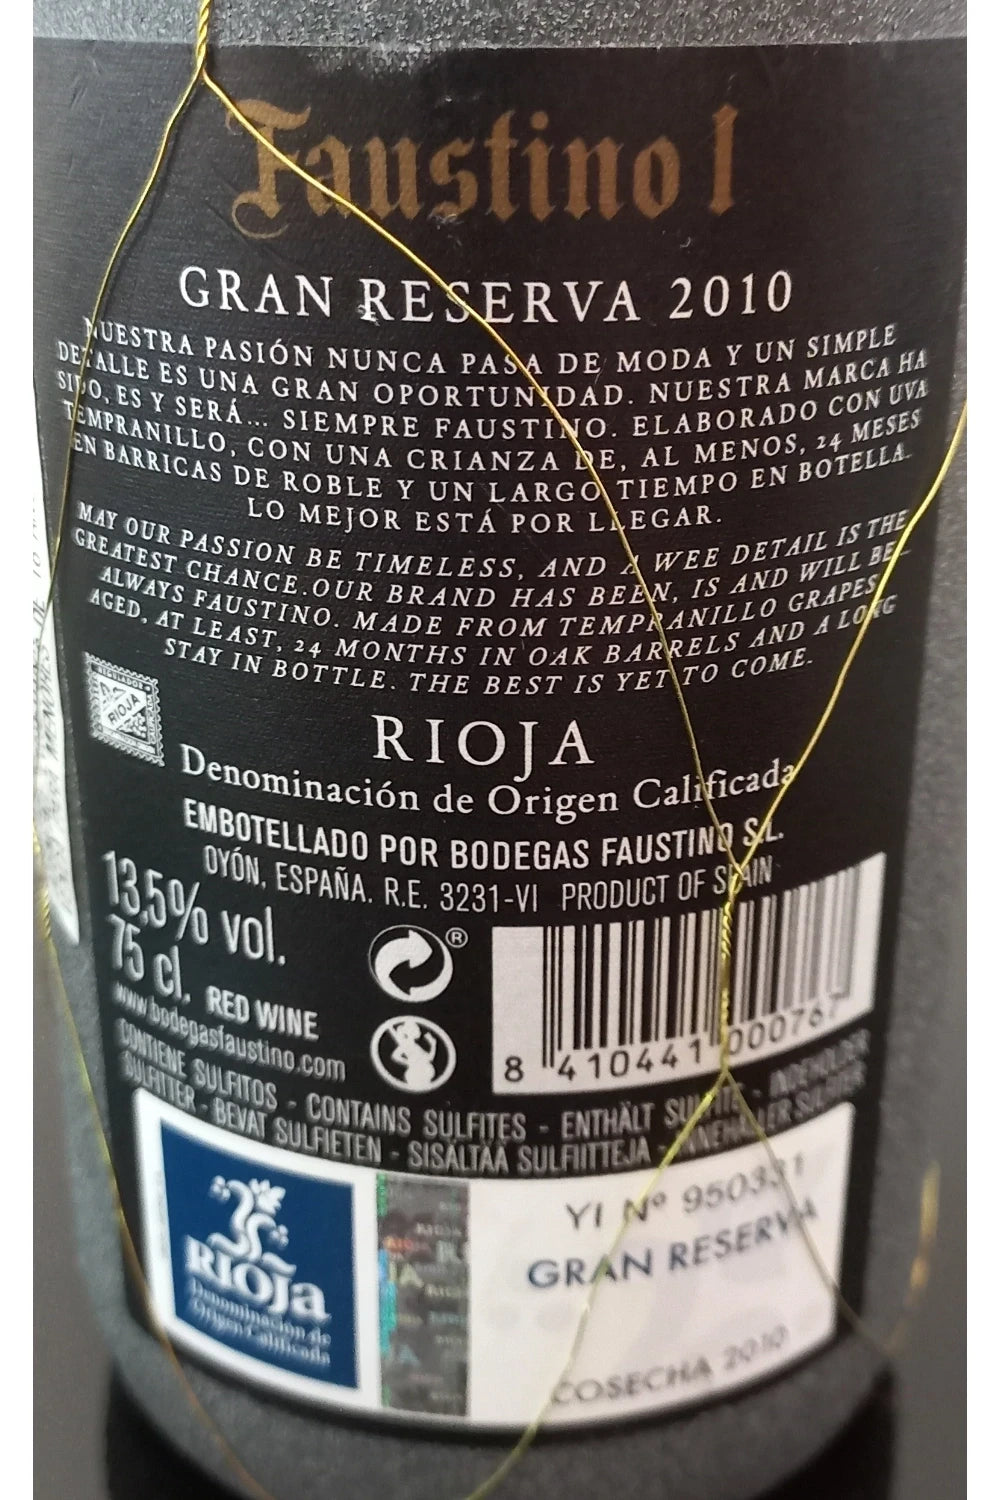 Faustino I
GRAN RESERVA 2010
NUESTRA PASIÓN NUNCA PASA DE MODA Y UN SIMPLE
DETALLE ES UNA GRAN OPORTUNIDAD. NUESTRA MARCA HA
SIDO, ES Y SERÁ... SIEMPRE FAUSTINO. ELABORADO CON UVA
TEMPRANILLO, CON UNA CRIANZA DE, AL MENOS, 24 MESES
EN BARRICAS DE ROBLE Y UN LARGO TIEMPO EN BOTELLA.
LO MEJOR ESTÁ POR LLEGAR.
MAY OUR PASSION BE TIMELESS, AND A WEE DETAIL IS THE
GREATEST CHANCE.OUR BRAND HAS BEEN, IS AND WILL BE
ALWAYS FAUSTINO. MADE FROM TEMPRANILLO GRAPES
AGED, AT LEAST, 24 MONTHS IN OAK BARRELS AND A LONG
STAY IN BOTTLE. THE BEST IS YET TO COME.
RIOJA
RIOJA
Denominación de Origen Calificada
EMBOTELLADO POR BODEGAS FAUSTINO S.L.
OYÓN, ESPAÑA. R.E. 3231-VI PRODUCT OF SPAIN
13,5% vol.
75 cl. RED WINE
www.bodegasfaustino.com
8 410441 000767
CONTIENE SULFITOS - CONTAINS SULFITES - ENTHÄLT SULFITE - INDEHOLDER
SULFITTER - BEVAT SULFIETEN - SISÄLTÄÄ SULFIITTEJA - INNEHÅLLER SULFITER
RIOJA
Denominación de
Origen Calificada
YI Nº 950331
GRAN RESERVA
COSECHA 2010